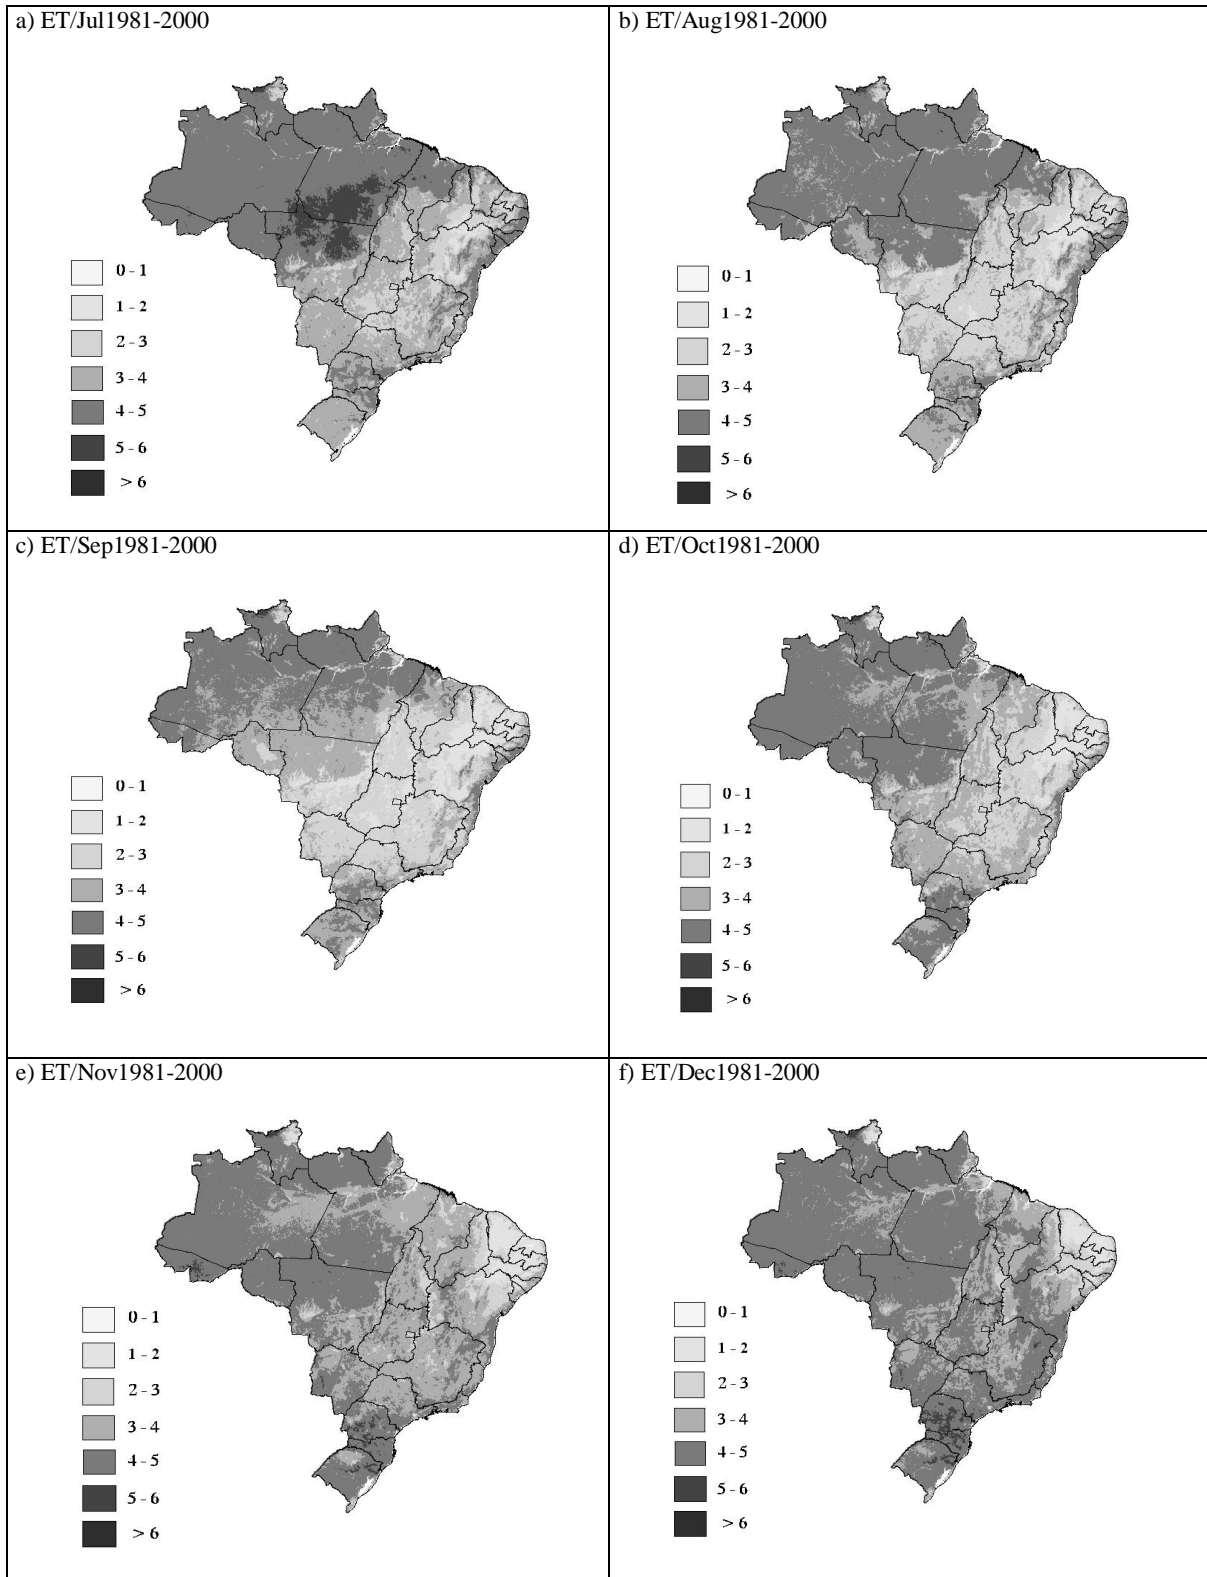 a) ET/Jul1981-2000
0 - 1
1 - 2
2 - 3
3 - 4
4 - 5
5 - 6
> 6
b) ET/Aug1981-2000
0 - 1
1 - 2
2 - 3
3 - 4
4 - 5
5 - 6
> 6
c) ET/Sep1981-2000
0 - 1
1 - 2
2 - 3
3 - 4
4 - 5
5 - 6
> 6
d) ET/Oct1981-2000
0 - 1
1 - 2
2 - 3
3 - 4
4 - 5
5 - 6
> 6
e) ET/Nov1981-2000
0 - 1
1 - 2
2 - 3
3 - 4
4 - 5
5 - 6
> 6
f) ET/Dec1981-2000
0 - 1
1 - 2
2 - 3
3 - 4
4 - 5
5 - 6
> 6